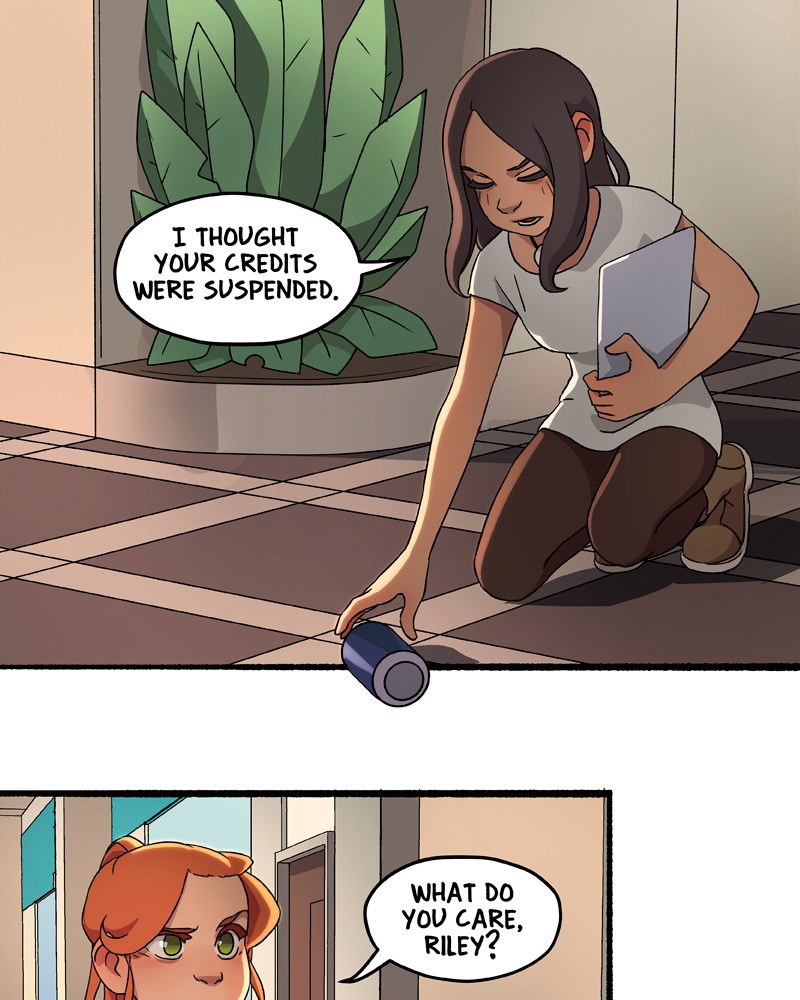 I THOUGHT
YOUR CREDITS
WERE SUSPENDED.
WHAT DO
YOU CARE,
RILEY?